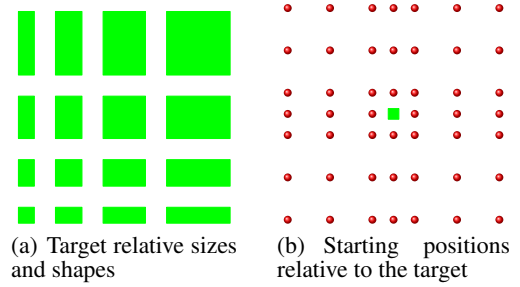 (a) Target relative sizes
and shapes
(b) Starting positions
relative to the target